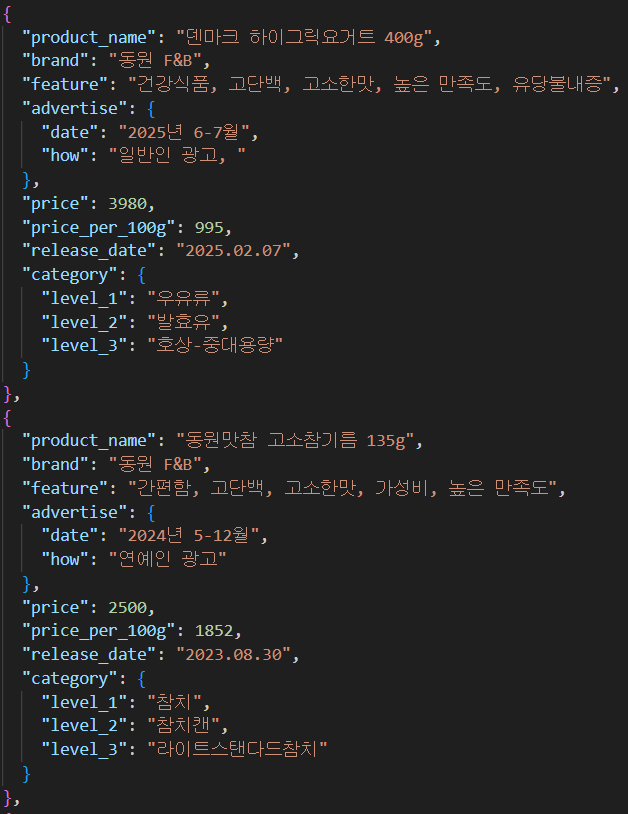 {
"product_name": "덴마크 하이그릭요거트 400g",
"brand": "동원 F&B",
"feature": "건강식품, 고단백, 고소한맛, 높은 만족도, 유당불내증",
"advertise": {
"date": "2025년 6-7월",
"how": "일반인 광고, "
},
"price": 3980,
"price_per_100g": 995,
"release_date": "2025.02.07",
"category": {
"level_1": "우유류",
"level_2": "발효유",
"level_3": "호상-중대용량"
}
},
{
"product_name": "동원맛참 고소참기름 135g",
"brand": "동원 F&B",
"feature": "간편함, 고단백, 고소한맛, 가성비, 높은 만족도",
"advertise": {
"date": "2024년 5-12월",
"how": "연예인 광고"
},
"price": 2500,
"price_per_100g": 1852,
"release_date": "2023.08.30",
"category": {
"level_1": "참치",
"level_2": "참치캔",
"level_3": "라이트스탠다드참치"
}
},